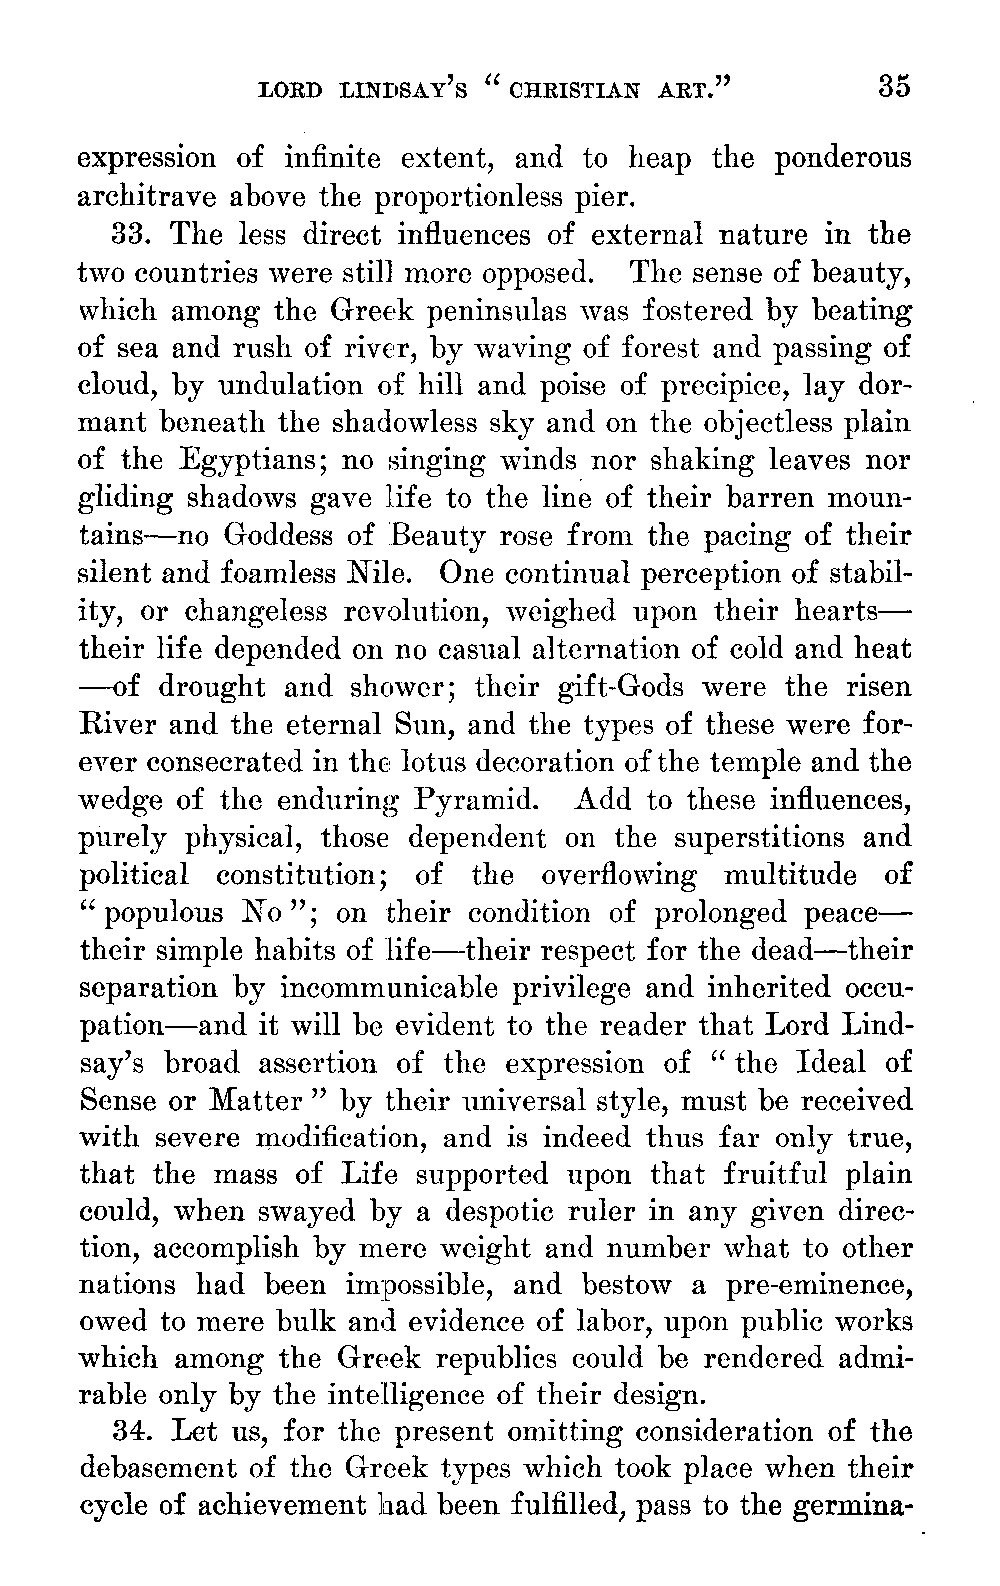 LORD LINDSAY'S “ CHRISTIAN ART.” 35
expression of infinite extent, and to heap the ponderous
architrave above the proportionless pier.
33. The less direct influences of external nature in the
two countries were still more opposed. The sense of beauty,
which among the Greek peninsulas was fostered by beating
of sea and rush of river, by waving of forest and passing of
cloud, by undulation of hill and poise of precipice, lay dor-
mant beneath the shadowless sky and on the objectless plain
of the Egyptians; no singing winds nor shaking leaves nor
gliding shadows gave life to the line of their barren moun-
tains—no Goddess of Beauty rose from the pacing of their
silent and foamless Nile. One continual perception of stabil-
ity, or changeless revolution, weighed upon their hearts—
their life depended on no casual alternation of cold and heat
—of drought and shower; their gift-Gods were the risen
River and the eternal Sun, and the types of these were for-
ever consecrated in the lotus decoration of the temple and the
wedge of the enduring Pyramid. Add to these influences,
purely physical, those dependent on the superstitions and
political constitution; of the overflowing multitude of
“ populous No ”; on their condition of prolonged peace—
their simple habits of life—their respect for the dead—their
separation by incommunicable privilege and inherited occu-
pation—and it will be evident to the reader that Lord Lind-
say's broad assertion of the expression of “ the Ideal of
Sense or Matter ” by their universal style, must be received
with severe modification, and is indeed thus far only true,
that the mass of Life supported upon that fruitful plain
could, when swayed by a despotic ruler in any given direc-
tion, accomplish by mere weight and number what to other
nations had been impossible, and bestow a pre-eminence,
owed to mere bulk and evidence of labor, upon public works
which among the Greek republics could be rendered admi-
rable only by the intelligence of their design.
34. Let us, for the present omitting consideration of the
debasement of the Greek types which took place when their
cycle of achievement had been fulfilled, pass to the germina-